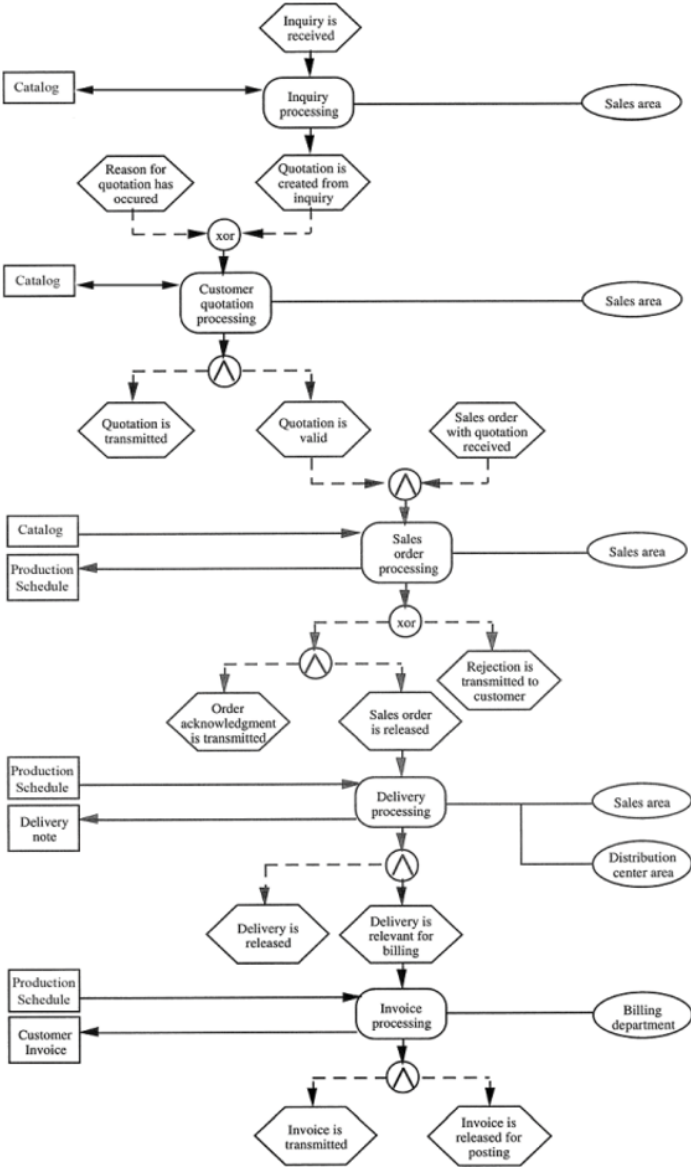 Inquiry is
received
Catalog
Inquiry
processing
Sales area
Reason for
quotation has
occured
Quotation is
created from
inquiry
xor
Catalog
Customer
quotation
processing
Sales area
Quotation is
transmitted
Quotation is
valid
Sales order
with quotation
received
Catalog
Production
Schedule
Sales
order
processing
Sales area
xor
Order
acknowledgment
is transmitted
Sales order
is released
Rejection is
transmitted to
customer
Production
Schedule
Delivery
note
Delivery
processing
Sales area
Distribution
center area
Delivery is
released
Delivery is
relevant for
billing
Production
Schedule
Customer
Invoice
Invoice
processing
Billing
department
Invoice is
transmitted
Invoice is
released for
posting